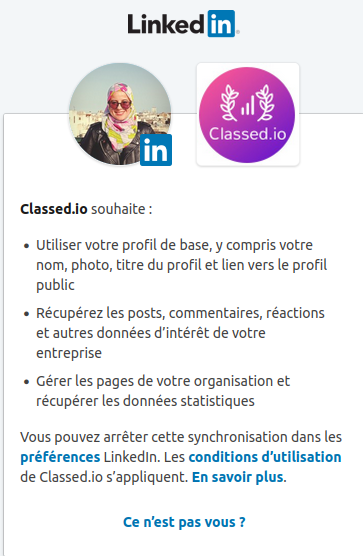 Linked in
in
Classed.io
Classed.io souhaite :
• Utiliser votre profil de base, y compris votre
nom, photo, titre du profil et lien vers le profil
public
• Récupérez les posts, commentaires, réactions
et autres données d’intérêt de votre
entreprise
• Gérer les pages de votre organisation et
récupérer les données statistiques
Vous pouvez arrêter cette synchronisation dans les
préférences LinkedIn. Les conditions d’utilisation
de Classed.io s’appliquent. En savoir plus.
Ce n’est pas vous ?